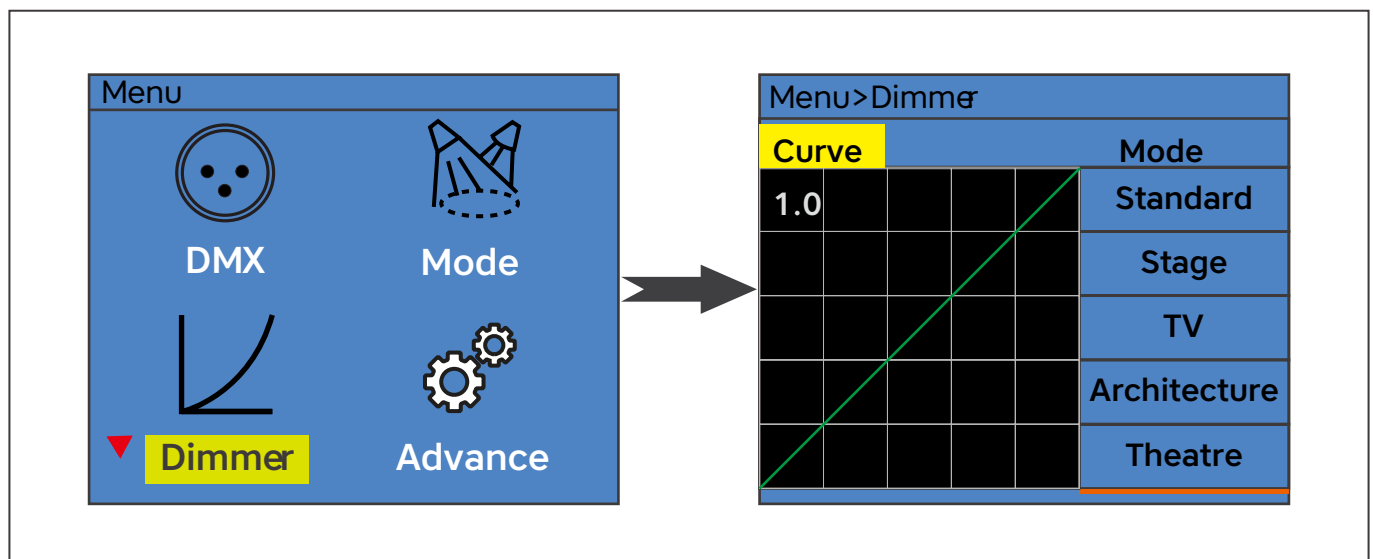 Menu
DMX
Mode
Dimmer
Advance
Menu>Dimmer
Curve
Mode
1.0
Standard
Stage
TV
Architecture
Theatre